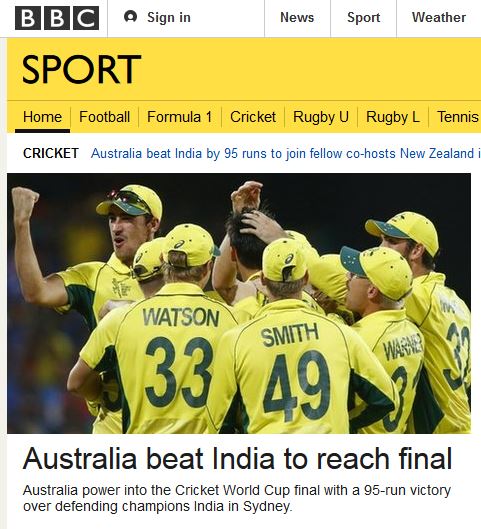 BBC Sign in News Sport Weather
SPORT
Home Football Formula 1 Cricket Rugby U Rugby L Tennis
CRICKET Australia beat India by 95 runs to join fellow co-hosts New Zealand i
WATSON
33
SMITH
49
WARNE
31
32
Australia beat India to reach final
Australia power into the Cricket World Cup final with a 95-run victory
over defending champions India in Sydney.